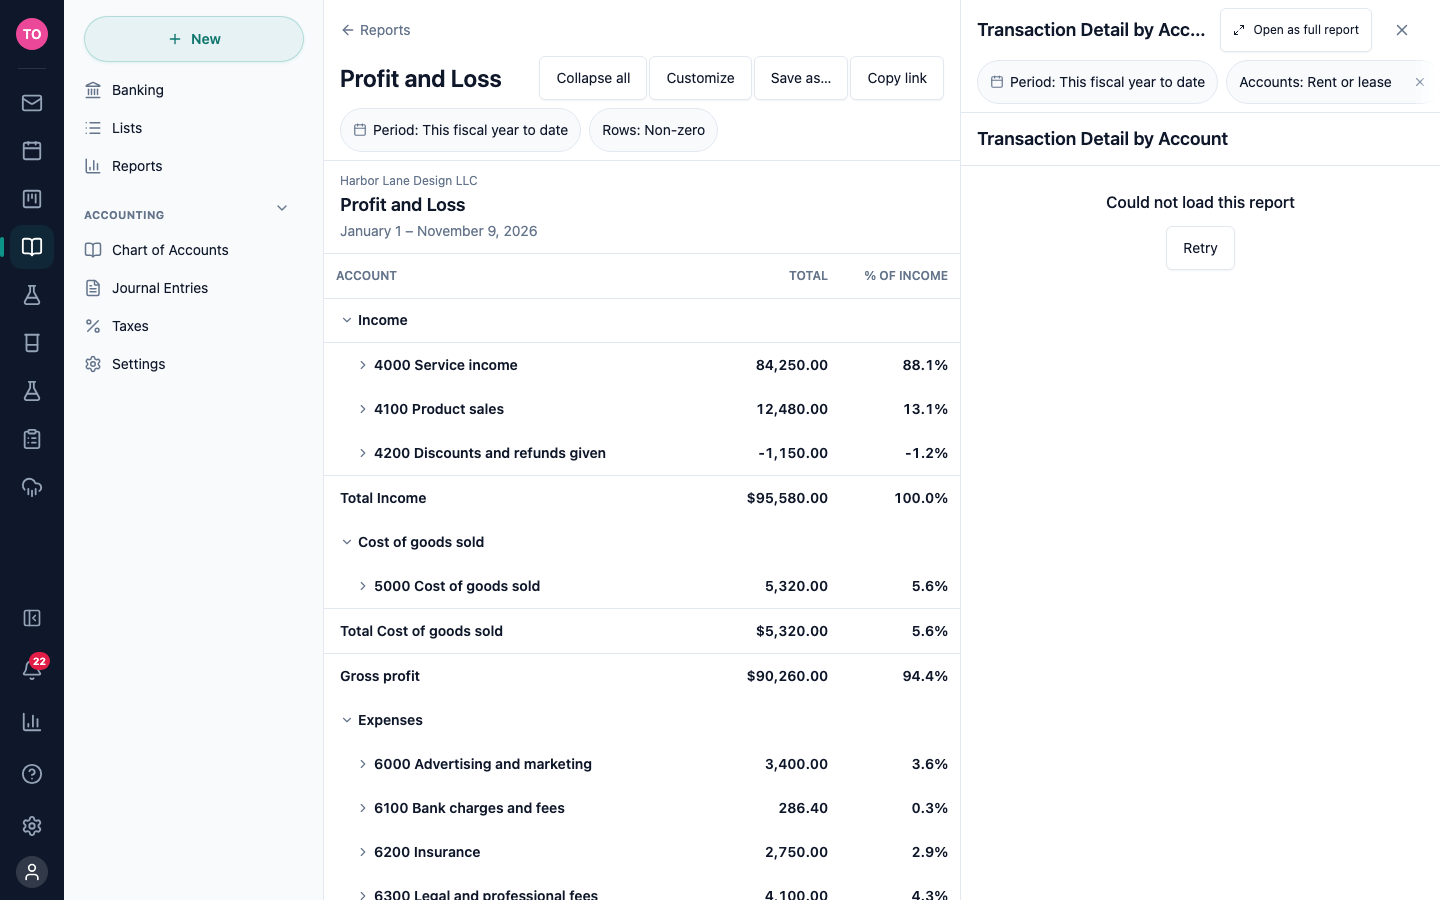 TO
22
New
Banking
Lists
Reports
ACCOUNTING
Chart of Accounts
Journal Entries
Taxes
Settings
Reports
Profit and Loss
Collapse all
Customize
Save as...
Copy link
Period: This fiscal year to date
Rows: Non-zero
Harbor Lane Design LLC
Profit and Loss
January 1 – November 9, 2026
ACCOUNT TOTAL % OF INCOME
Income
4000 Service income 84,250.00 88.1%
4100 Product sales 12,480.00 13.1%
4200 Discounts and refunds given -1,150.00 -1.2%
Total Income $95,580.00 100.0%
Cost of goods sold
5000 Cost of goods sold 5,320.00 5.6%
Total Cost of goods sold $5,320.00 5.6%
Gross profit $90,260.00 94.4%
Expenses
6000 Advertising and marketing 3,400.00 3.6%
6100 Bank charges and fees 286.40 0.3%
6200 Insurance 2,750.00 2.9%
6300 Legal and professional fees 4,100.00 4.3%
Transaction Detail by Acc...
Open as full report
Period: This fiscal year to date
Accounts: Rent or lease
Transaction Detail by Account
Could not load this report
Retry